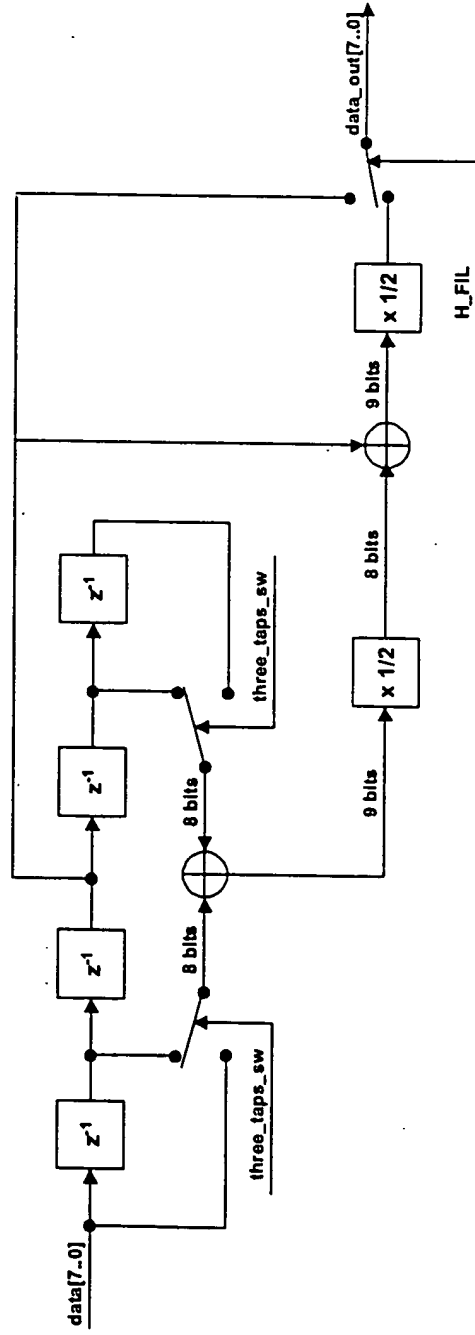 data[7..0]
z-1
z-1
z-1
z-1
three_taps_sw
8 bits
8 bits
three_taps_sw
9 bits
x 1/2
8 bits
9 bits
x 1/2
H_FIL
data_out[7..0]